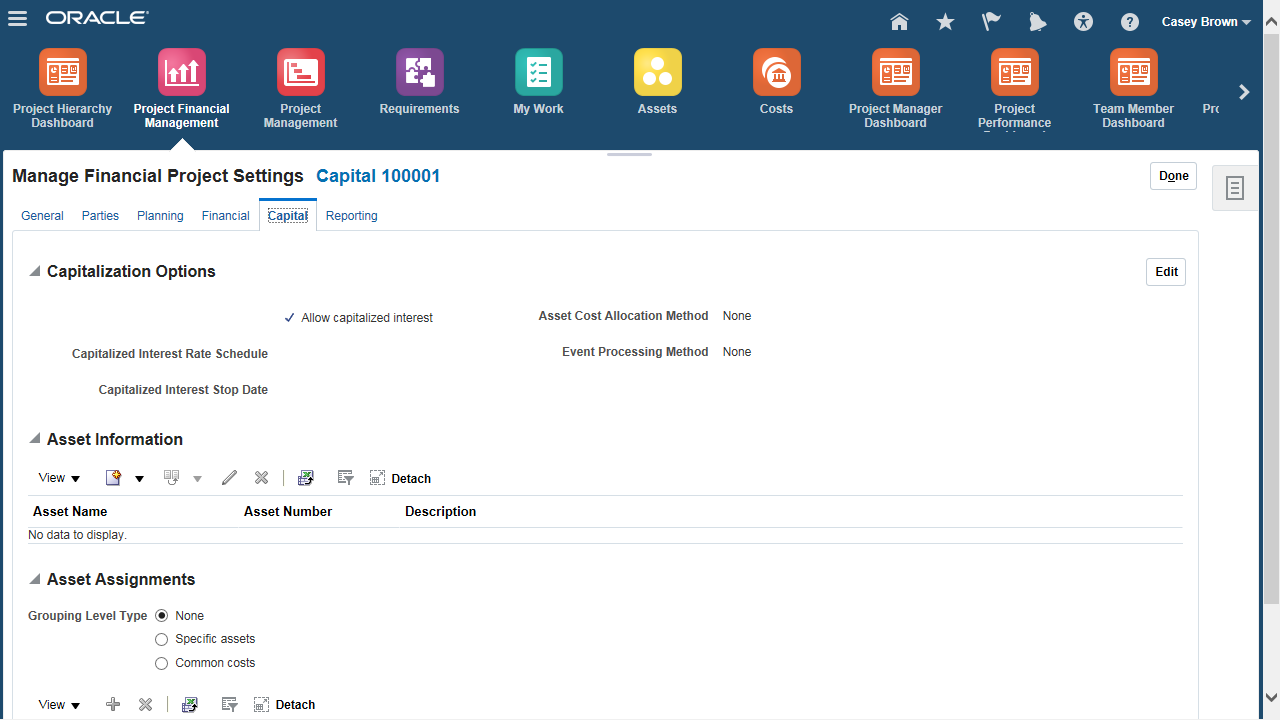 ORACLE
Casey Brown
Project Hierarchy
Dashboard
Project Financial
Management
Project
Management
Requirements
My Work
Assets
Costs
Project Manager
Dashboard
Project
Performance
Team Member
Dashboard
Manage Financial Project Settings Capital 100001
Done
General Parties Planning Financial Capital Reporting
Capitalization Options
Edit
Allow capitalized interest
Asset Cost Allocation Method None
Capitalized Interest Rate Schedule
Event Processing Method None
Capitalized Interest Stop Date
Asset Information
View Detach
Asset Name Asset Number Description
No data to display.
Asset Assignments
Grouping Level Type None
Specific assets
Common costs
View Detach